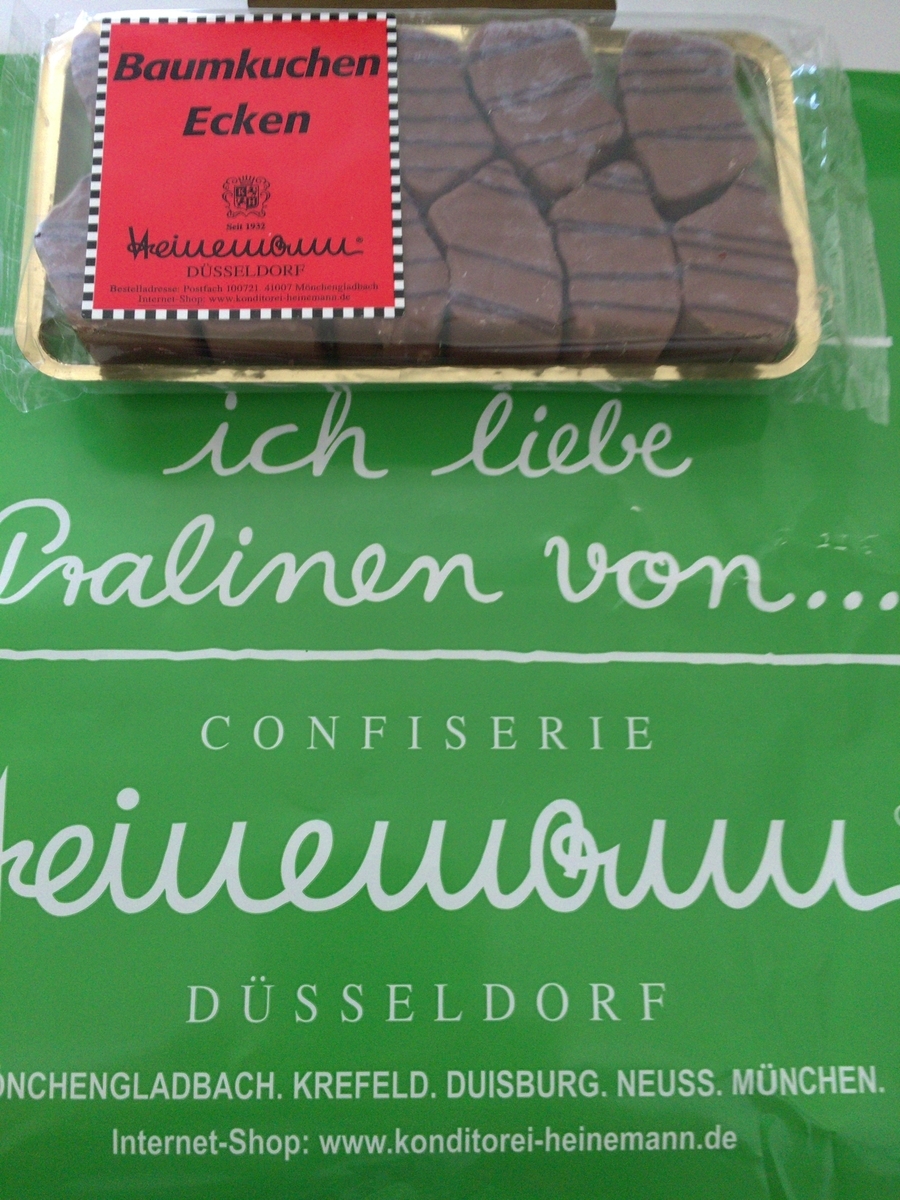 Baumkuchen
Ecken
Seit 1932
Heinemann®
DÜSSELDORF
Bestelladresse: Postfach 100721 41007 Mönchengladbach
Internet-Shop: www.konditorei-heinemann.de
ich liebe
Pralinen von...
CONFISERIE
Heinemann
DÜSSELDORF
ÖNCHENGLADBACH. KREFELD. DUISBURG. NEUSS. MÜNCHEN.
Internet-Shop: www.konditorei-heinemann.de